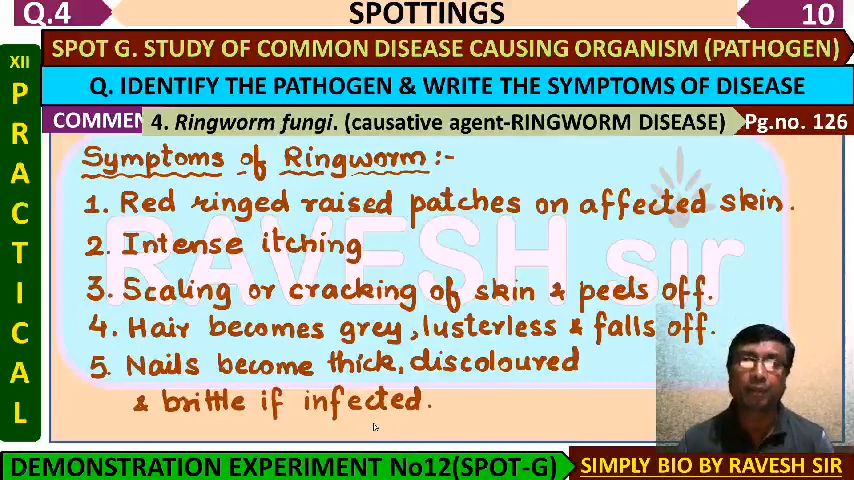 Q.4
SPOTTINGS
10
SPOT G. STUDY OF COMMON DISEASE CAUSING ORGANISM (PATHOGEN)
XII
PRACTICAL
Q. IDENTIFY THE PATHOGEN & WRITE THE SYMPTOMS OF DISEASE
COMMEN
4. Ringworm fungi. (causative agent-RINGWORM DISEASE)
Pg.no. 126
Symptoms of Ringworm :-
1. Red ringed raised patches on affected skin.
2. Intense itching
3. Scaling or cracking of skin & peels off.
4. Hair becomes grey, lusterless & falls off.
5. Nails become thick, discoloured
& brittle if infected.
RAVESH sir
DEMONSTRATION EXPERIMENT No12(SPOT-G)
SIMPLY BIO BY RAVESH SIR